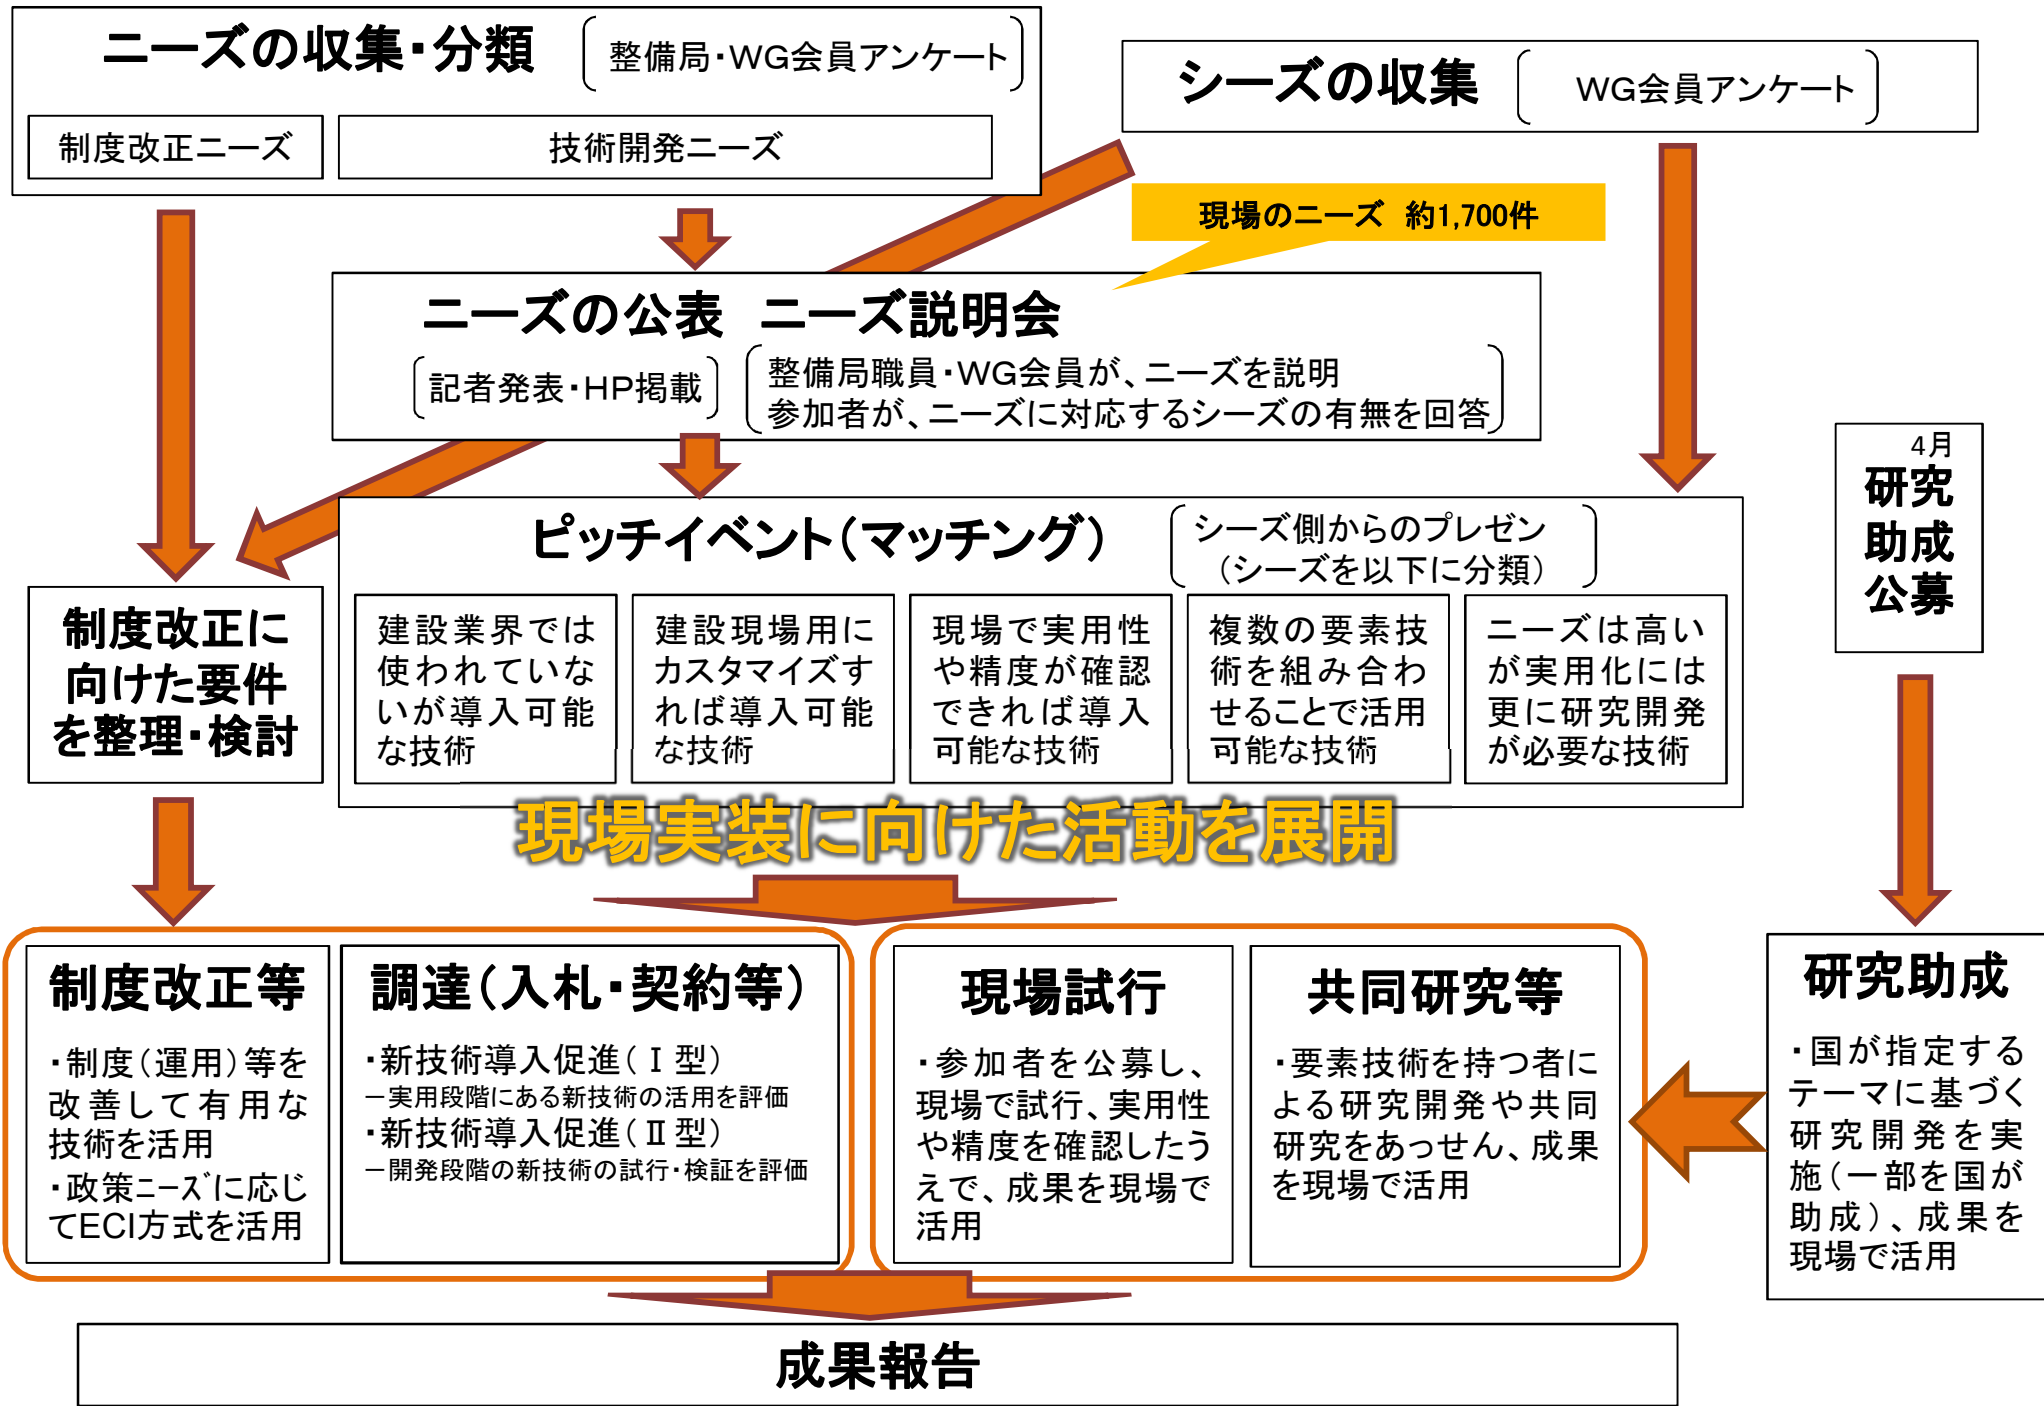 ニーズの収集・分類
整備局・WG会員アンケート
制度改正ニーズ
技術開発ニーズ
シーズの収集
WG会員アンケート
現場のニーズ 約1,700件
ニーズの公表 ニーズ説明会
記者発表・HP掲載
整備局職員・WG会員が、ニーズを説明
参加者が、ニーズに対応するシーズの有無を回答
4月
研究
助成
公募
ピッチイベント（マッチング）
シーズ側からのプレゼン
（シーズを以下に分類）
制度改正に
向けた要件
を整理・検討
建設業界では
使われていな
いが導入可能
な技術
建設現場用に
カスタマイズす
れば導入可能
な技術
現場で実用性
や精度が確認
できれば導入
可能な技術
複数の要素技
術を組み合わ
せることで活用
可能な技術
ニーズは高い
が実用化には
更に研究開発
が必要な技術
現場実装に向けた活動を展開
制度改正等
・制度（運用）等を
改善して有用な
技術を活用
・政策ﾆｰｽﾞに応じ
てECI方式を活用
調達（入札・契約等）
・新技術導入促進（Ⅰ型）
－実用段階にある新技術の活用を評価
・新技術導入促進（Ⅱ型）
－開発段階の新技術の試行・検証を評価
現場試行
・参加者を公募し、
現場で試行、実用性
や精度を確認したう
えで、成果を現場で
活用
共同研究等
・要素技術を持つ者に
よる研究開発や共同
研究をあっせん、成果
を現場で活用
研究助成
・国が指定する
テーマに基づく
研究開発を実
施（一部を国が
助成）、成果を
現場で活用
成果報告